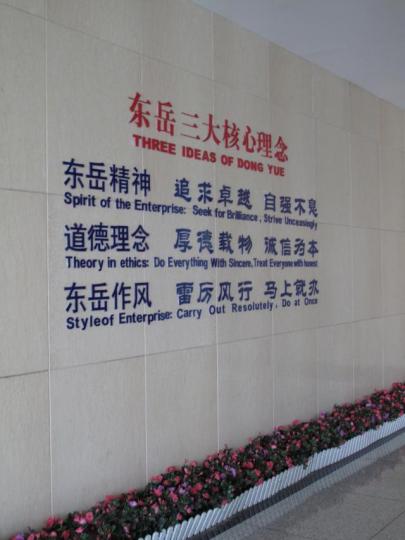 东岳三大核心理念
THREE IDEAS OF DONG YUE
东岳精神 追求卓越 自强不息
Spirit of the Enterprise: Seek for Brilliance, Strive Unceasingly
道德理念 厚德载物 诚信为本
Theory in ethics: Do Everything With Sincere, Treat Everyone with honest
东岳作风 雷厉风行 马上就办
Styleof Enterprise: Carry Out Resolutely, Do at Once